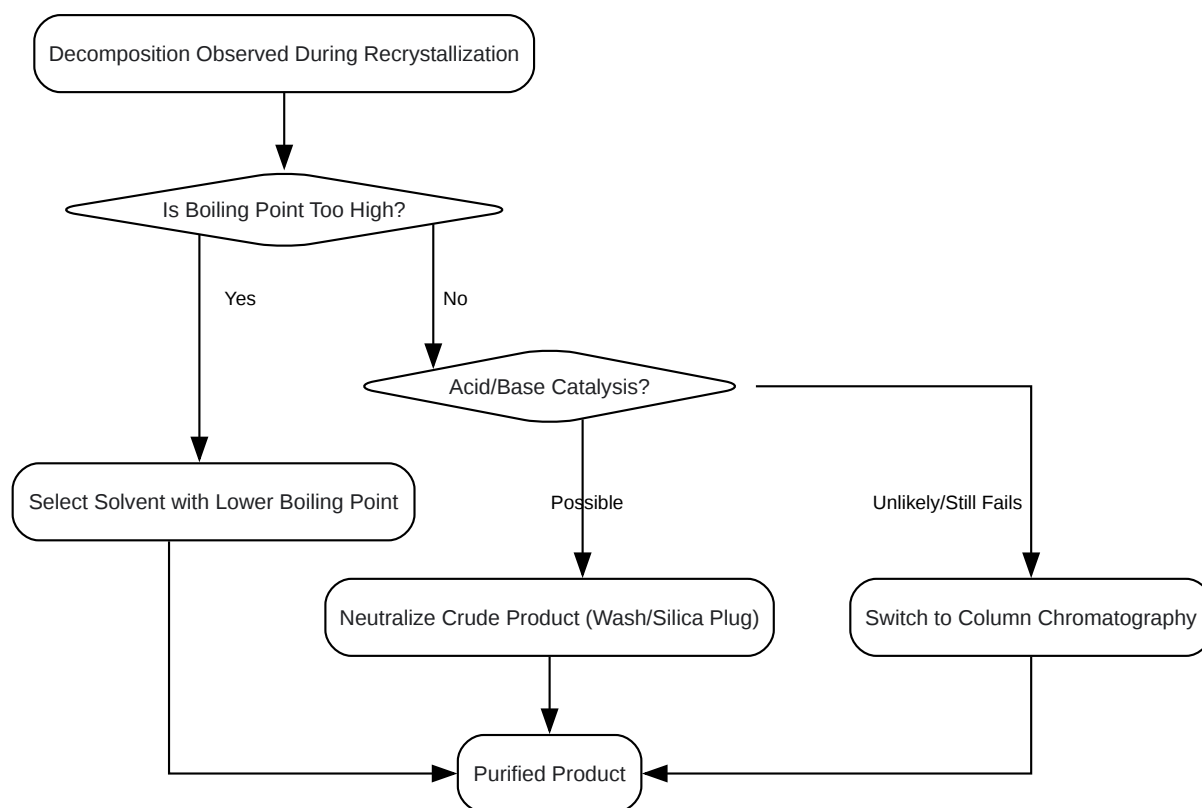 Decomposition Observed During Recrystallization
Is Boiling Point Too High?
Yes
No
Acid/Base Catalysis?
Select Solvent with Lower Boiling Point
Possible
Unlikely/Still Fails
Neutralize Crude Product (Wash/Silica Plug)
Switch to Column Chromatography
Purified Product